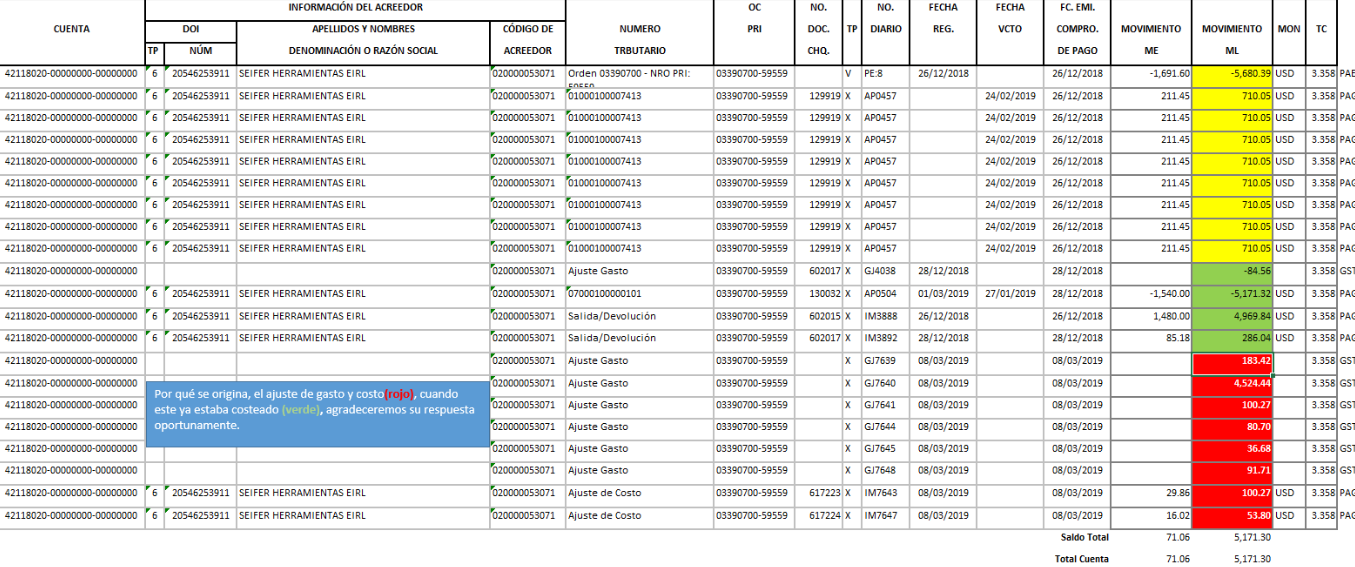 INFORMACIÓN DEL ACREEDOR OC NO. NO. FECHA FECHA FC. EMI.
CUENTA DOI APELLIDOS Y NOMBRES CÓDIGO DE NUMERO PRI DOC. TP DIARIO REG. VCTO COMPRO. MOVIMIENTO MOVIMIENTO MON TC
TP NÚM DENOMINACIÓN O RAZÓN SOCIAL ACREEDOR TRBUTARIO CHQ. DE PAGO ME ML
42118020-00000000-00000000 6 20546253911 SEIFER HERRAMIENTAS EIRL 020000053071 Orden 03390700 - NRO PRI: 03390700-59559 V PE:8 26/12/2018 26/12/2018 -1,691.60 -5,680.39 USD 3.358 PAE
42118020-00000000-00000000 6 20546253911 SEIFER HERRAMIENTAS EIRL 020000053071 01000100007413 03390700-59559 129919 X AP0457 24/02/2019 26/12/2018 211.45 710.05 USD 3.358 PAG
42118020-00000000-00000000 6 20546253911 SEIFER HERRAMIENTAS EIRL 020000053071 01000100007413 03390700-59559 129919 X AP0457 24/02/2019 26/12/2018 211.45 710.05 USD 3.358 PAG
42118020-00000000-00000000 6 20546253911 SEIFER HERRAMIENTAS EIRL 020000053071 01000100007413 03390700-59559 129919 X AP0457 24/02/2019 26/12/2018 211.45 710.05 USD 3.358 PAG
42118020-00000000-00000000 6 20546253911 SEIFER HERRAMIENTAS EIRL 020000053071 01000100007413 03390700-59559 129919 X AP0457 24/02/2019 26/12/2018 211.45 710.05 USD 3.358 PAG
42118020-00000000-00000000 6 20546253911 SEIFER HERRAMIENTAS EIRL 020000053071 01000100007413 03390700-59559 129919 X AP0457 24/02/2019 26/12/2018 211.45 710.05 USD 3.358 PAG
42118020-00000000-00000000 6 20546253911 SEIFER HERRAMIENTAS EIRL 020000053071 01000100007413 03390700-59559 129919 X AP0457 24/02/2019 26/12/2018 211.45 710.05 USD 3.358 PAG
42118020-00000000-00000000 6 20546253911 SEIFER HERRAMIENTAS EIRL 020000053071 01000100007413 03390700-59559 129919 X AP0457 24/02/2019 26/12/2018 211.45 710.05 USD 3.358 PAG
42118020-00000000-00000000 6 20546253911 SEIFER HERRAMIENTAS EIRL 020000053071 01000100007413 03390700-59559 129919 X AP0457 24/02/2019 26/12/2018 211.45 710.05 USD 3.358 PAG
42118020-00000000-00000000 020000053071 Ajuste Gasto 03390700-59559 602017 X GJ4038 28/12/2018 28/12/2018 -84.56 3.358 GST
42118020-00000000-00000000 6 20546253911 SEIFER HERRAMIENTAS EIRL 020000053071 07000100000101 03390700-59559 130032 X AP0504 01/03/2019 27/01/2019 28/12/2018 -1,540.00 -5,171.32 USD 3.358 PAG
42118020-00000000-00000000 6 20546253911 SEIFER HERRAMIENTAS EIRL 020000053071 Salida/Devolución 03390700-59559 602015 X IM3888 26/12/2018 26/12/2018 1,480.00 4,969.84 USD 3.358 PAG
42118020-00000000-00000000 6 20546253911 SEIFER HERRAMIENTAS EIRL 020000053071 Salida/Devolución 03390700-59559 602017 X IM3892 28/12/2018 28/12/2018 85.18 286.04 USD 3.358 PAG
42118020-00000000-00000000 020000053071 Ajuste Gasto 03390700-59559 X GJ7639 08/03/2019 08/03/2019 183.42 3.358 GST
42118020-00000000-00000000 020000053071 Ajuste Gasto 03390700-59559 X GJ7640 08/03/2019 08/03/2019 4,524.44 3.358 GST
42118020-00000000-00000000 020000053071 Ajuste Gasto 03390700-59559 X GJ7641 08/03/2019 08/03/2019 100.27 3.358 GST
42118020-00000000-00000000 020000053071 Ajuste Gasto 03390700-59559 X GJ7644 08/03/2019 08/03/2019 80.70 3.358 GST
42118020-00000000-00000000 020000053071 Ajuste Gasto 03390700-59559 X GJ7645 08/03/2019 08/03/2019 36.68 3.358 GST
42118020-00000000-00000000 020000053071 Ajuste Gasto 03390700-59559 X GJ7648 08/03/2019 08/03/2019 91.71 3.358 GST
Por qué se origina, el ajuste de gasto y costo(rojo), cuando
este ya estaba costeado (verde), agradeceremos su respuesta
oportunamente.
42118020-00000000-00000000 6 20546253911 SEIFER HERRAMIENTAS EIRL 020000053071 Ajuste de Costo 03390700-59559 617223 X IM7643 08/03/2019 08/03/2019 29.86 100.27 USD 3.358 PAG
42118020-00000000-00000000 6 20546253911 SEIFER HERRAMIENTAS EIRL 020000053071 Ajuste de Costo 03390700-59559 617224 X IM7647 08/03/2019 08/03/2019 16.02 53.80 USD 3.358 PAG
Saldo Total 71.06 5,171.30
Total Cuenta 71.06 5,171.30